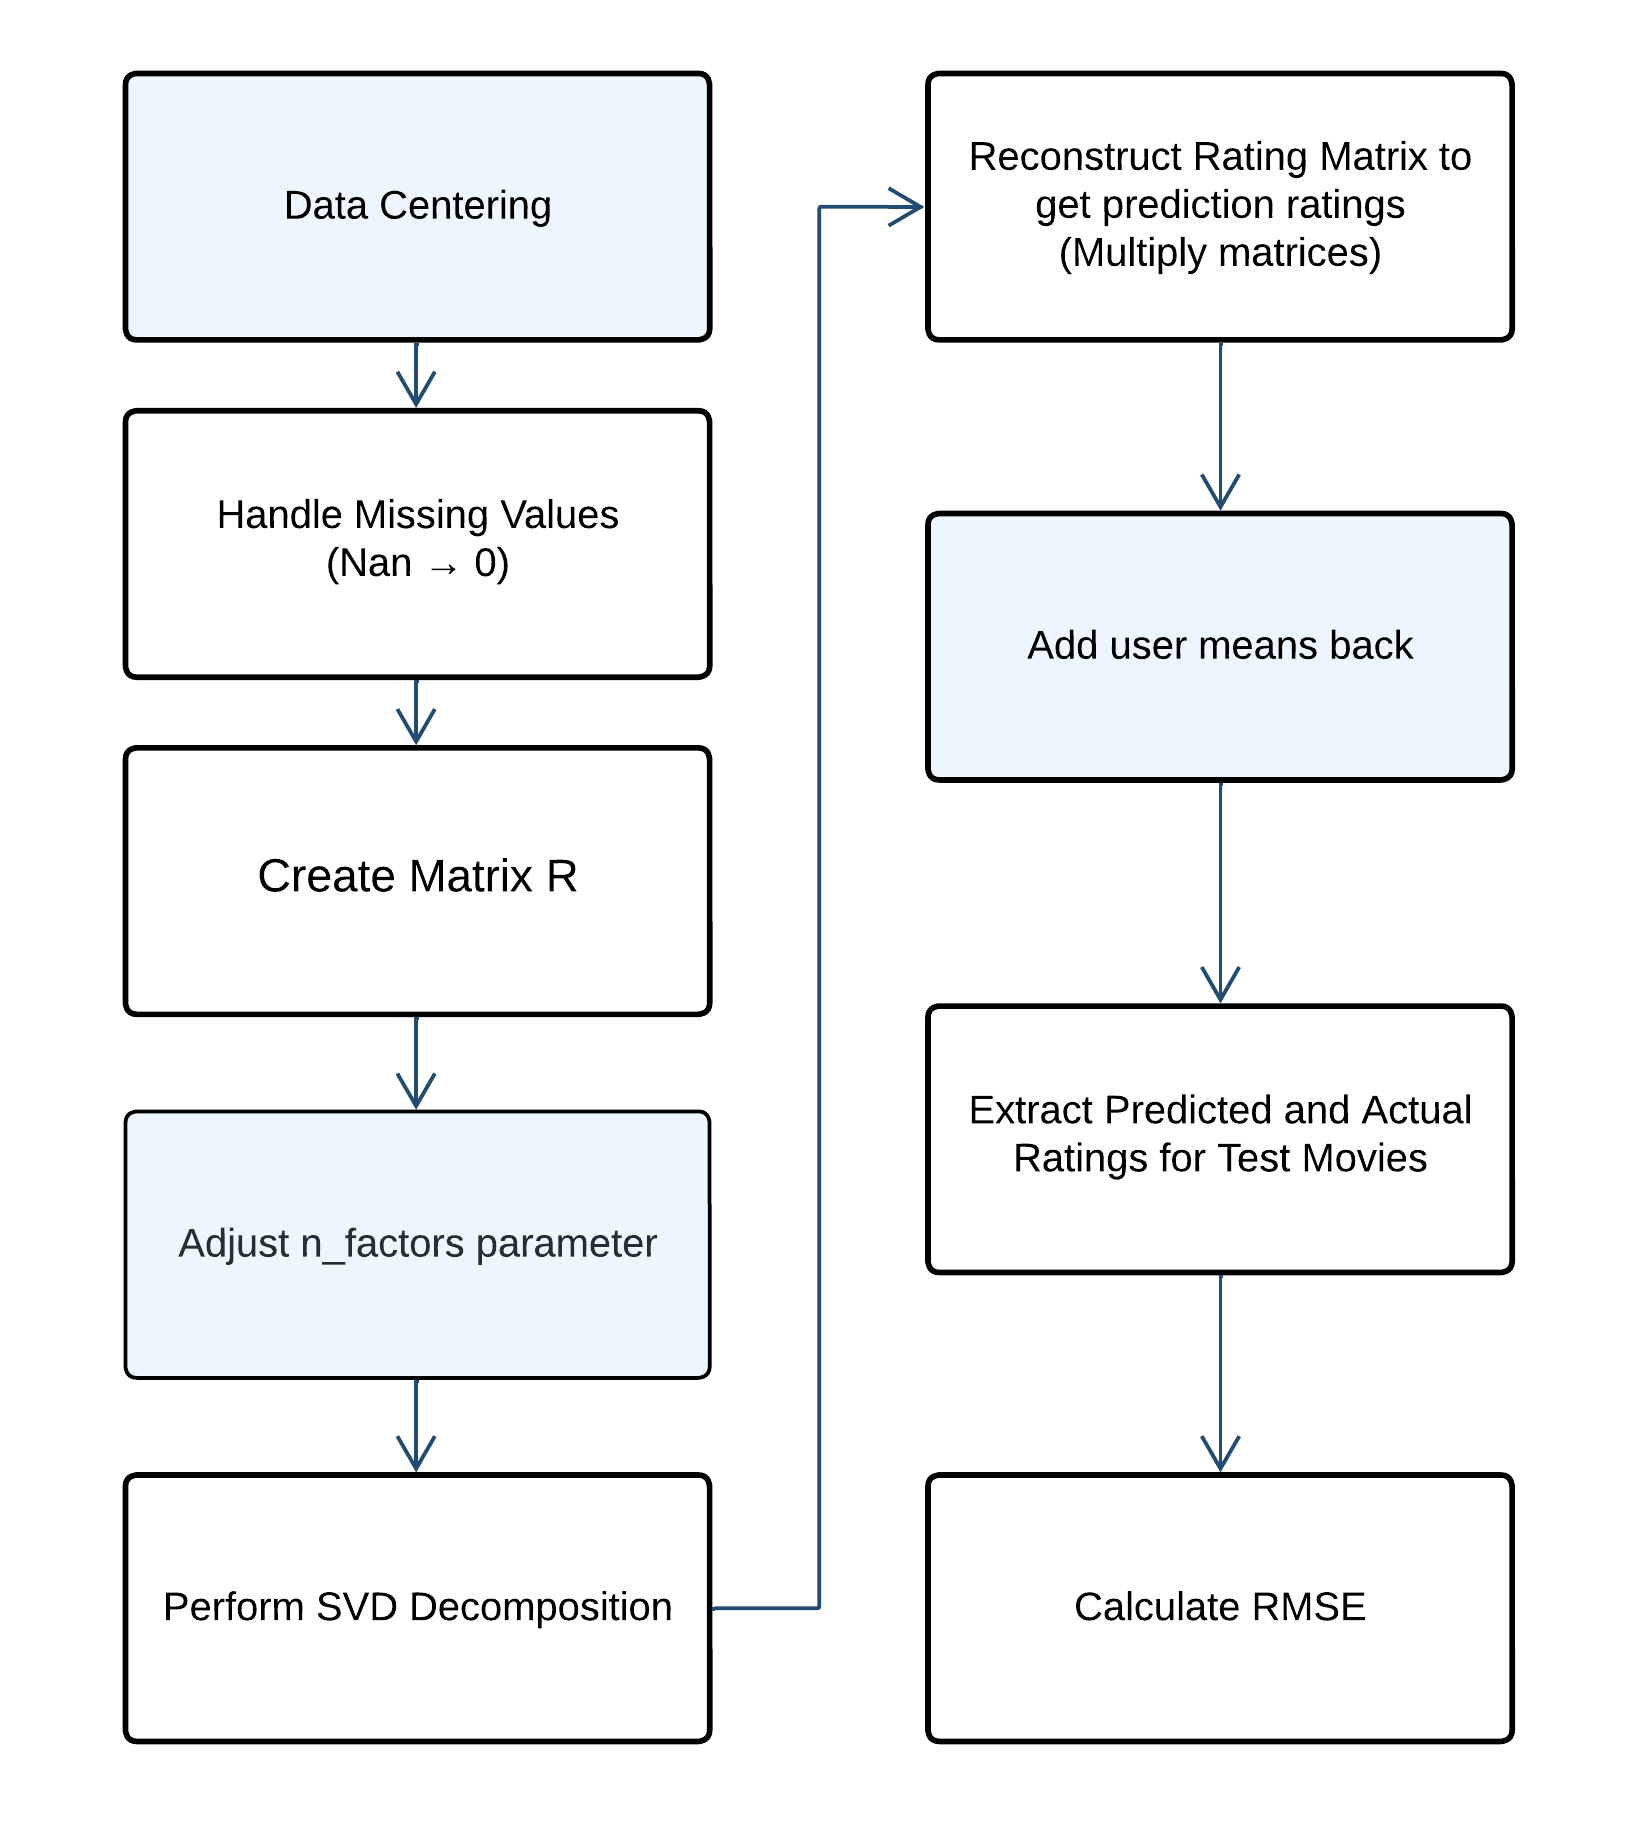 Data Centering
Handle Missing Values
(Nan → 0)
Create Matrix R
Adjust n_factors parameter
Perform SVD Decomposition
Reconstruct Rating Matrix to
get prediction ratings
(Multiply matrices)
Add user means back
Extract Predicted and Actual
Ratings for Test Movies
Calculate RMSE